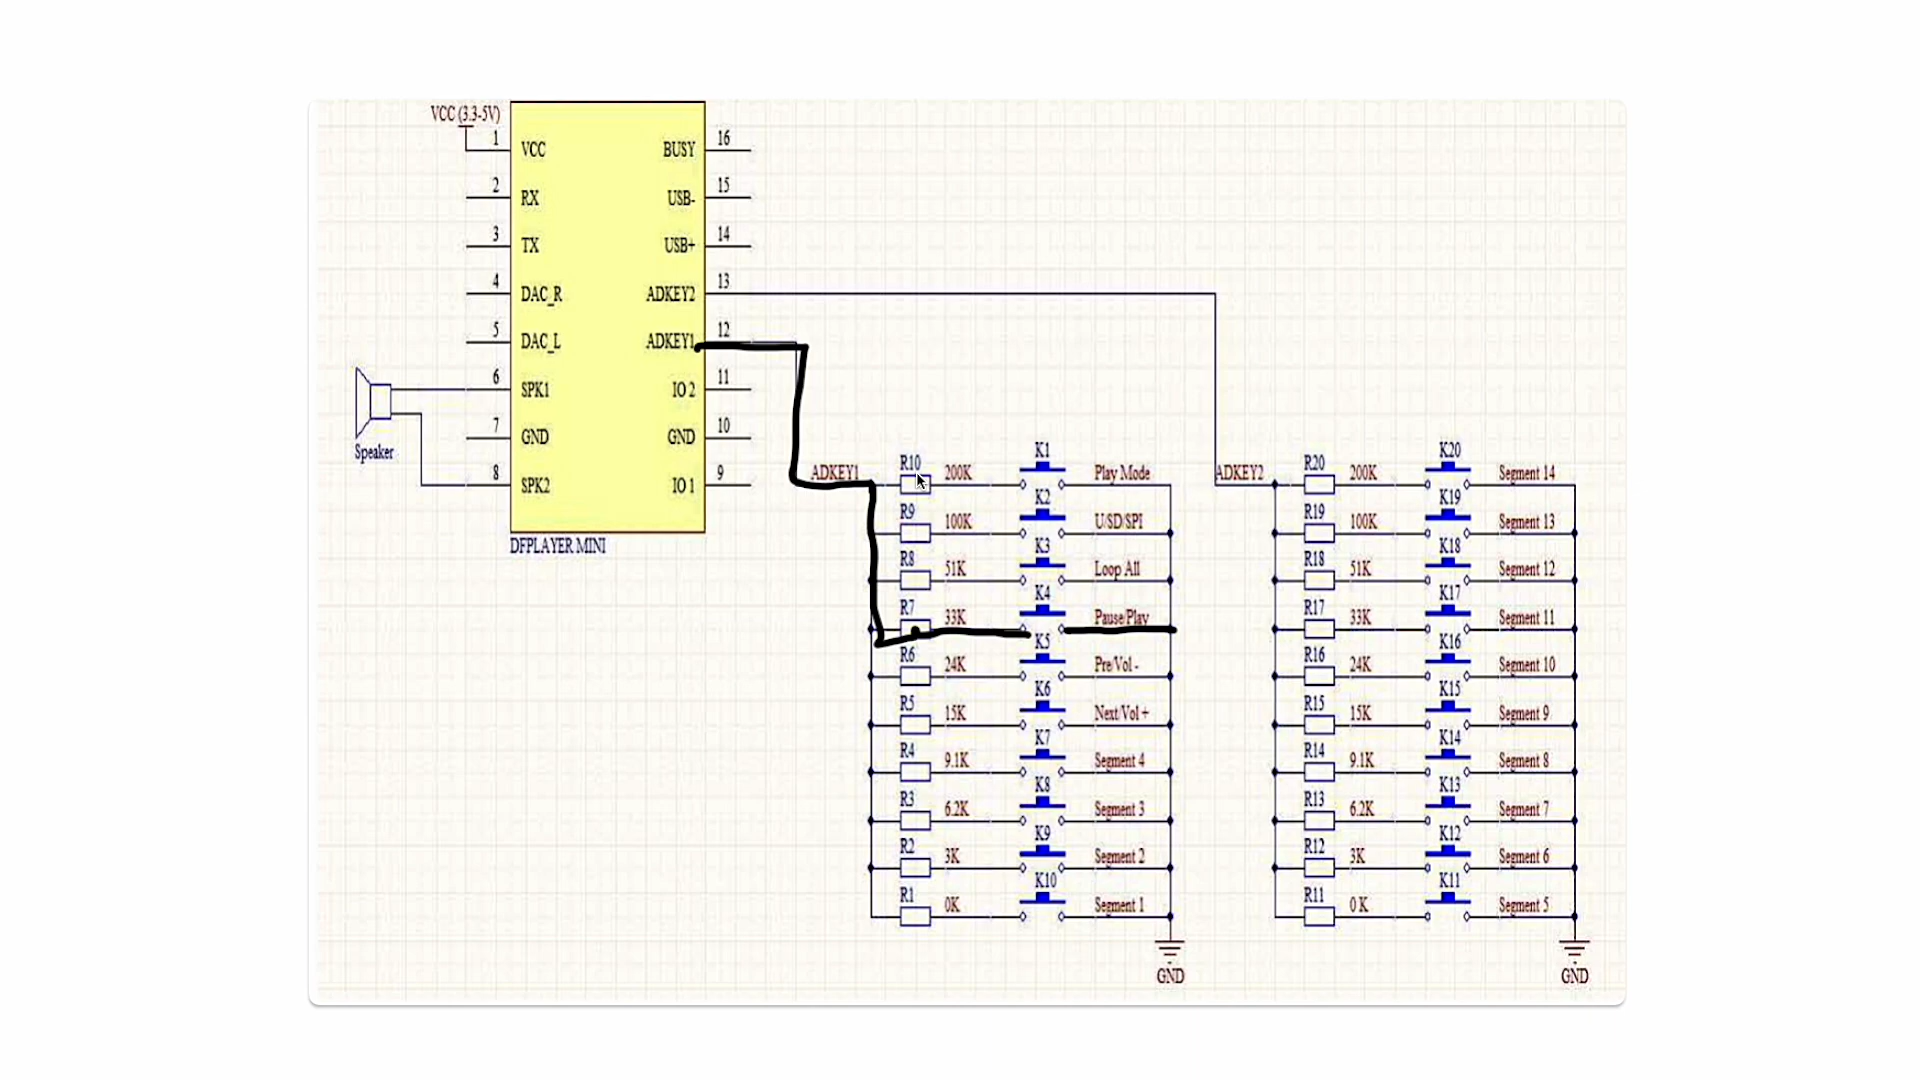 VCC (3.3-5V)
1 VCC BUSY 16
2 RX USB- 15
3 TX USB+ 14
4 DAC_R ADKEY2 13
5 DAC_L ADKEY1 12
6 SPK1 IO 2 11
7 GND GND 10
8 SPK2 IO 1 9
Speaker
DFPLAYER MINI
ADKEY1
R10 200K K1 Play Mode
R9 100K K2 U/SD/SPI
R8 51K K3 Loop All
R7 33K K4 Pause/Play
R6 24K K5 Pre/Vol -
R5 15K K6 Next/Vol +
R4 9.1K K7 Segment 4
R3 6.2K K8 Segment 3
R2 3K K9 Segment 2
R1 0K K10 Segment 1
GND
ADKEY2
R20 200K K20 Segment 14
R19 100K K19 Segment 13
R18 51K K18 Segment 12
R17 33K K17 Segment 11
R16 24K K16 Segment 10
R15 15K K15 Segment 9
R14 9.1K K14 Segment 8
R13 6.2K K13 Segment 7
R12 3K K12 Segment 6
R11 0 K K11 Segment 5
GND